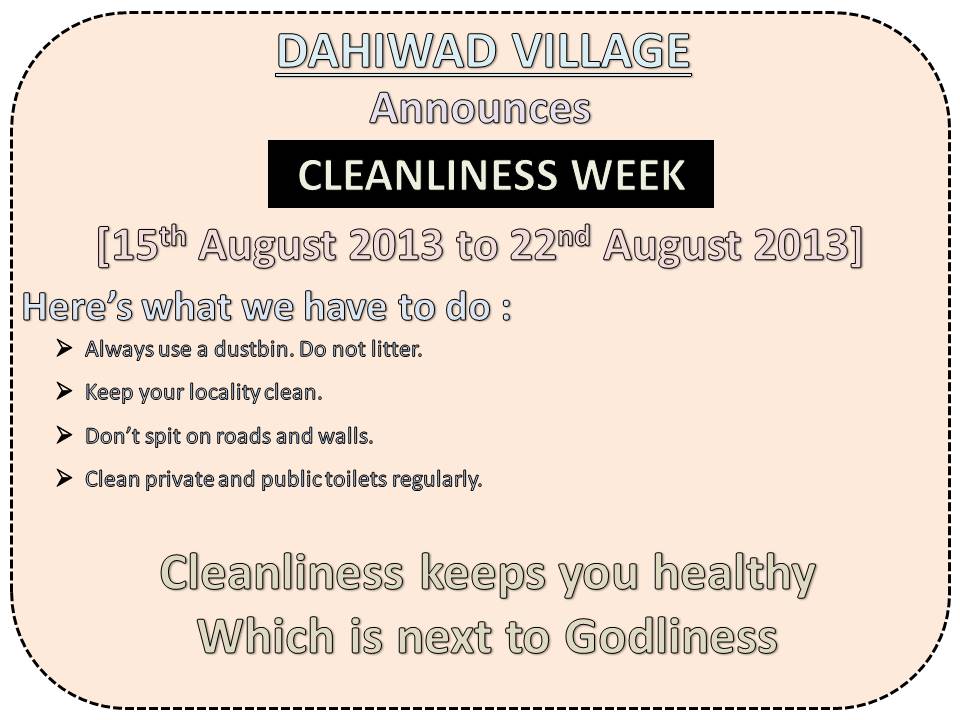 DAHIWAD VILLAGE
Announces
CLEANLINESS WEEK
[15th August 2013 to 22nd August 2013]
Here’s what we have to do :
Always use a dustbin. Do not litter.
Keep your locality clean.
Don’t spit on roads and walls.
Clean private and public toilets regularly.
Cleanliness keeps you healthy
Which is next to Godliness